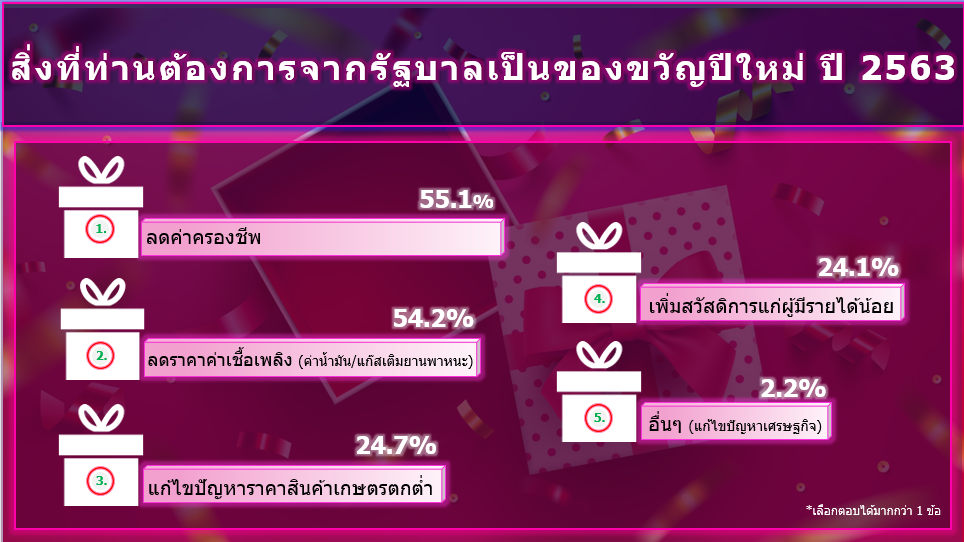 สิ่งที่ท่านต้องการจากรัฐบาลเป็นของขวัญปีใหม่ ปี 2563
55.1%
1.
ลดค่าครองชีพ
54.2%
2.
ลดราคาค่าเชื้อเพลิง (ค่าน้ำมัน/แก๊สเติมยานพาหนะ)
24.7%
3.
แก้ไขปัญหาราคาสินค้าเกษตรตกต่ำ
24.1%
4.
เพิ่มสวัสดิการแก่ผู้มีรายได้น้อย
2.2%
5.
อื่นๆ (แก้ไขปัญหาเศรษฐกิจ)
*เลือกตอบได้มากกว่า 1 ข้อ